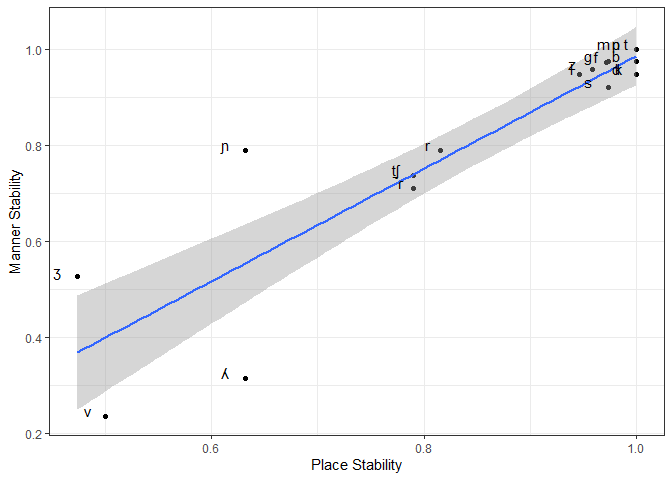 Manner Stability
1.0
0.8
0.6
0.4
0.2
m
t
g f
b
s
ɲ
r
tʃ
ʒ
ʎ
v
0.6
0.8
1.0
Place Stability